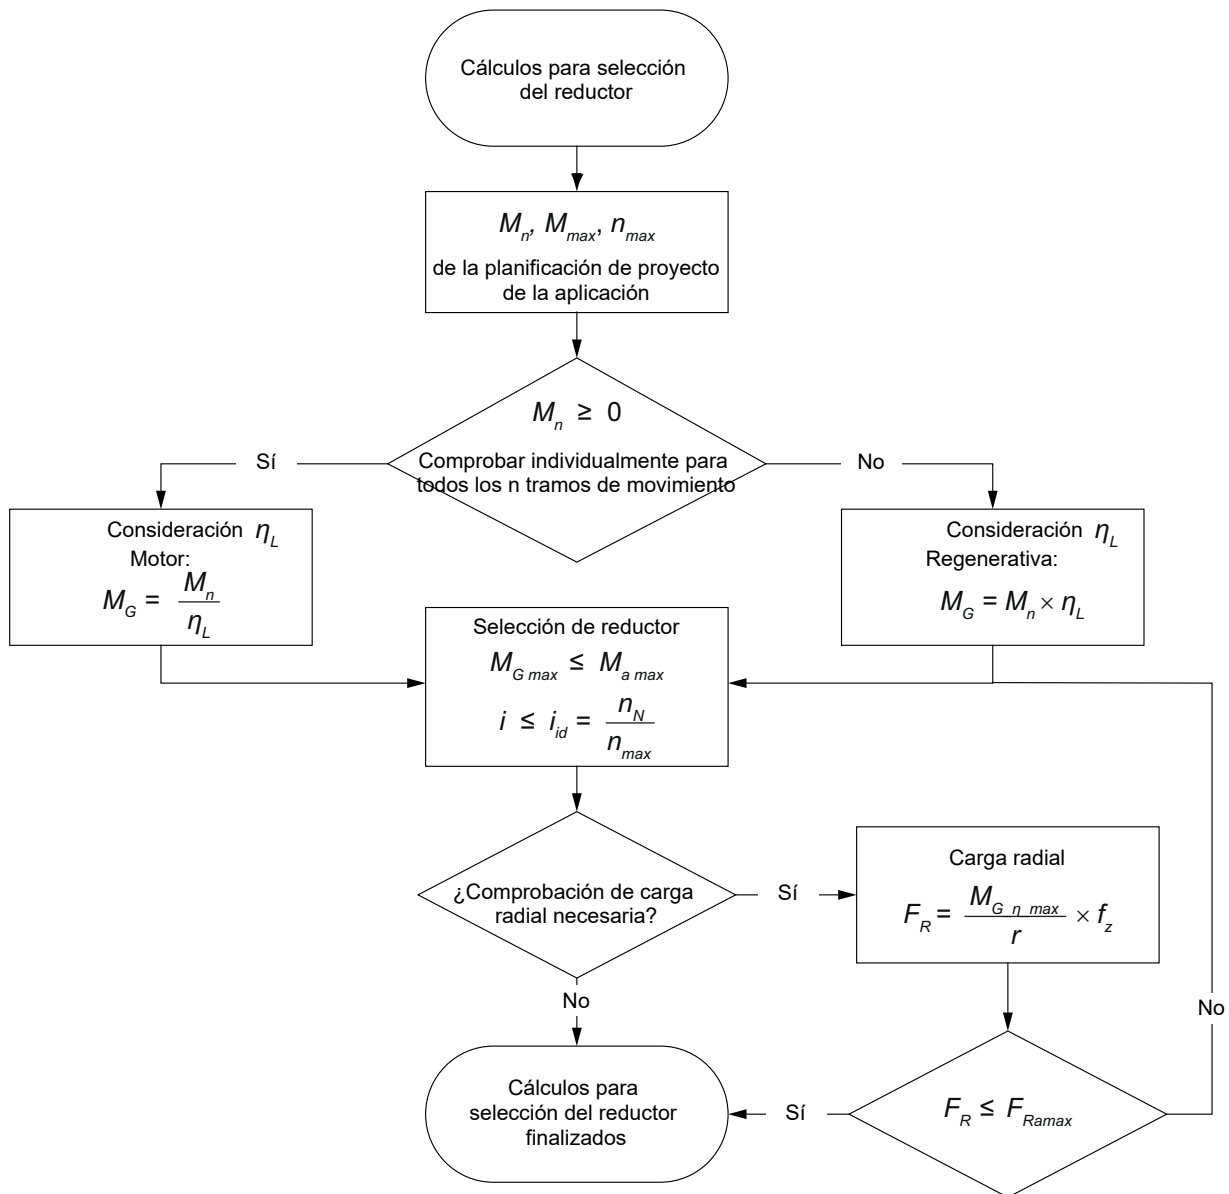 Cálculos para selección
del reductor
M_n, M_max, n_max
de la planificación de proyecto
de la aplicación
M_n ≥ 0
Comprobar individualmente para
todos los n tramos de movimiento
Sí
No
Consideración η_L
Motor:
M_G = M_n / η_L
Consideración η_L
Regenerativa:
M_G = M_n × η_L
Selección de reductor
M_G max ≤ M_a max
i ≤ i_id = n_N / n_max
¿Comprobación de carga
radial necesaria?
Sí
Carga radial
F_R = M_G_η_max / r × f_z
No
No
Cálculos para
selección del reductor
finalizados
Sí
F_R ≤ F_Ramax